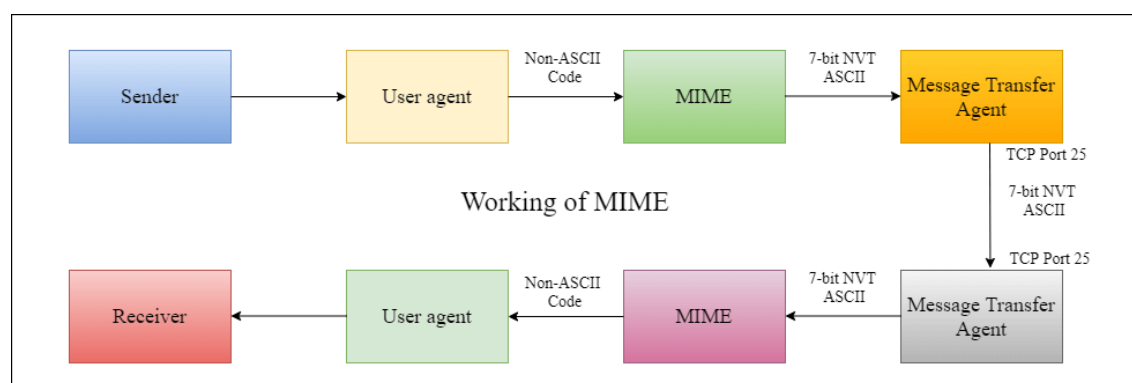 Sender
User agent
Non-ASCII
Code
MIME
7-bit NVT
ASCII
Message Transfer
Agent
TCP Port 25
7-bit NVT
ASCII
TCP Port 25
Working of MIME
Receiver
User agent
Non-ASCII
Code
MIME
7-bit NVT
ASCII
Message Transfer
Agent